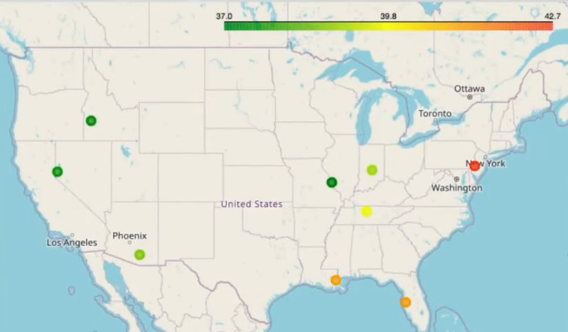 37.0 39.8 42.7
Ottawa
Toronto
New York
Washington
United States
Phoenix
Los Angeles